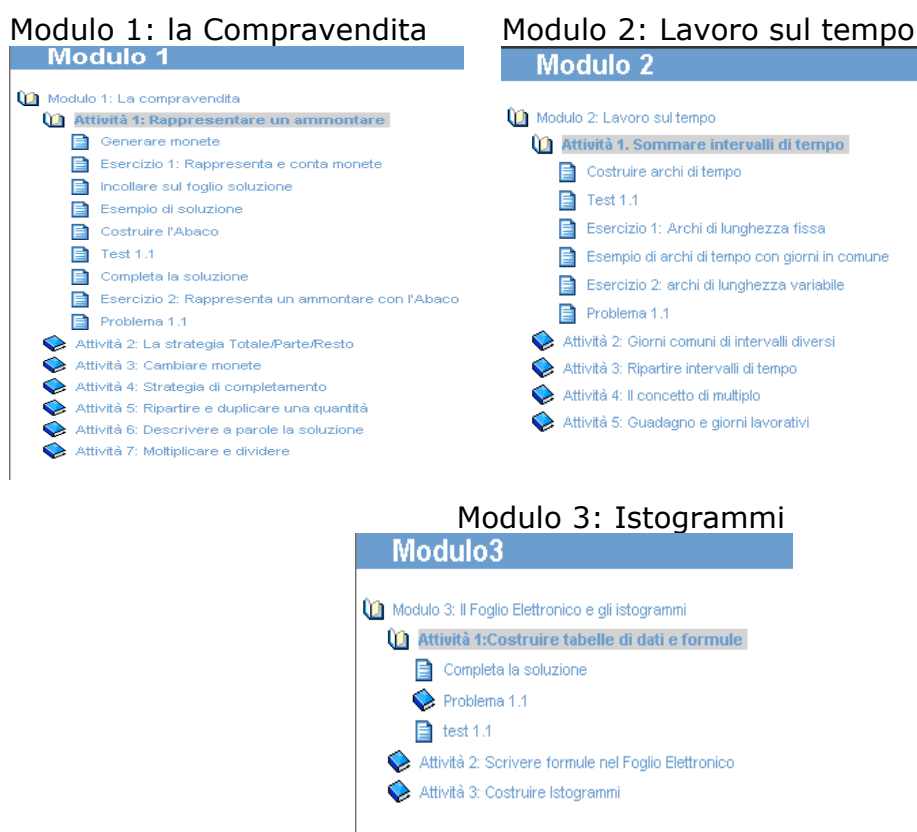 Modulo 1: la Compravendita
Modulo 1
Modulo 1: La compravendita
Attività 1: Rappresentare un ammontare
Generare monete
Esercizio 1: Rappresenta e conta monete
Incollare sul foglio soluzione
Esempio di soluzione
Costruire l'Abaco
Test 1.1
Completa la soluzione
Esercizio 2: Rappresenta un ammontare con l'Abaco
Problema 1.1
Attività 2: La strategia Totale/Parte/Resto
Attività 3: Cambiare monete
Attività 4: Strategia di completamento
Attività 5: Ripartire e duplicare una quantità
Attività 6: Descrivere a parole la soluzione
Attività 7: Moltiplicare e dividere
Modulo 2: Lavoro sul tempo
Modulo 2
Modulo 2: Lavoro sul tempo
Attività 1. Sommare intervalli di tempo
Costruire archi di tempo
Test 1.1
Esercizio 1: Archi di lunghezza fissa
Esempio di archi di tempo con giorni in comune
Esercizio 2: archi di lunghezza variabile
Problema 1.1
Attività 2: Giorni comuni di intervalli diversi
Attività 3: Ripartire intervalli di tempo
Attività 4: Il concetto di multiplo
Attività 5: Guadagno e giorni lavorativi
Modulo 3: Istogrammi
Modulo3
Modulo 3: Il Foglio Elettronico e gli istogrammi
Attività 1:Costruire tabelle di dati e formule
Completa la soluzione
Problema 1.1
test 1.1
Attività 2: Scrivere formule nel Foglio Elettronico
Attività 3: Costruire Istogrammi